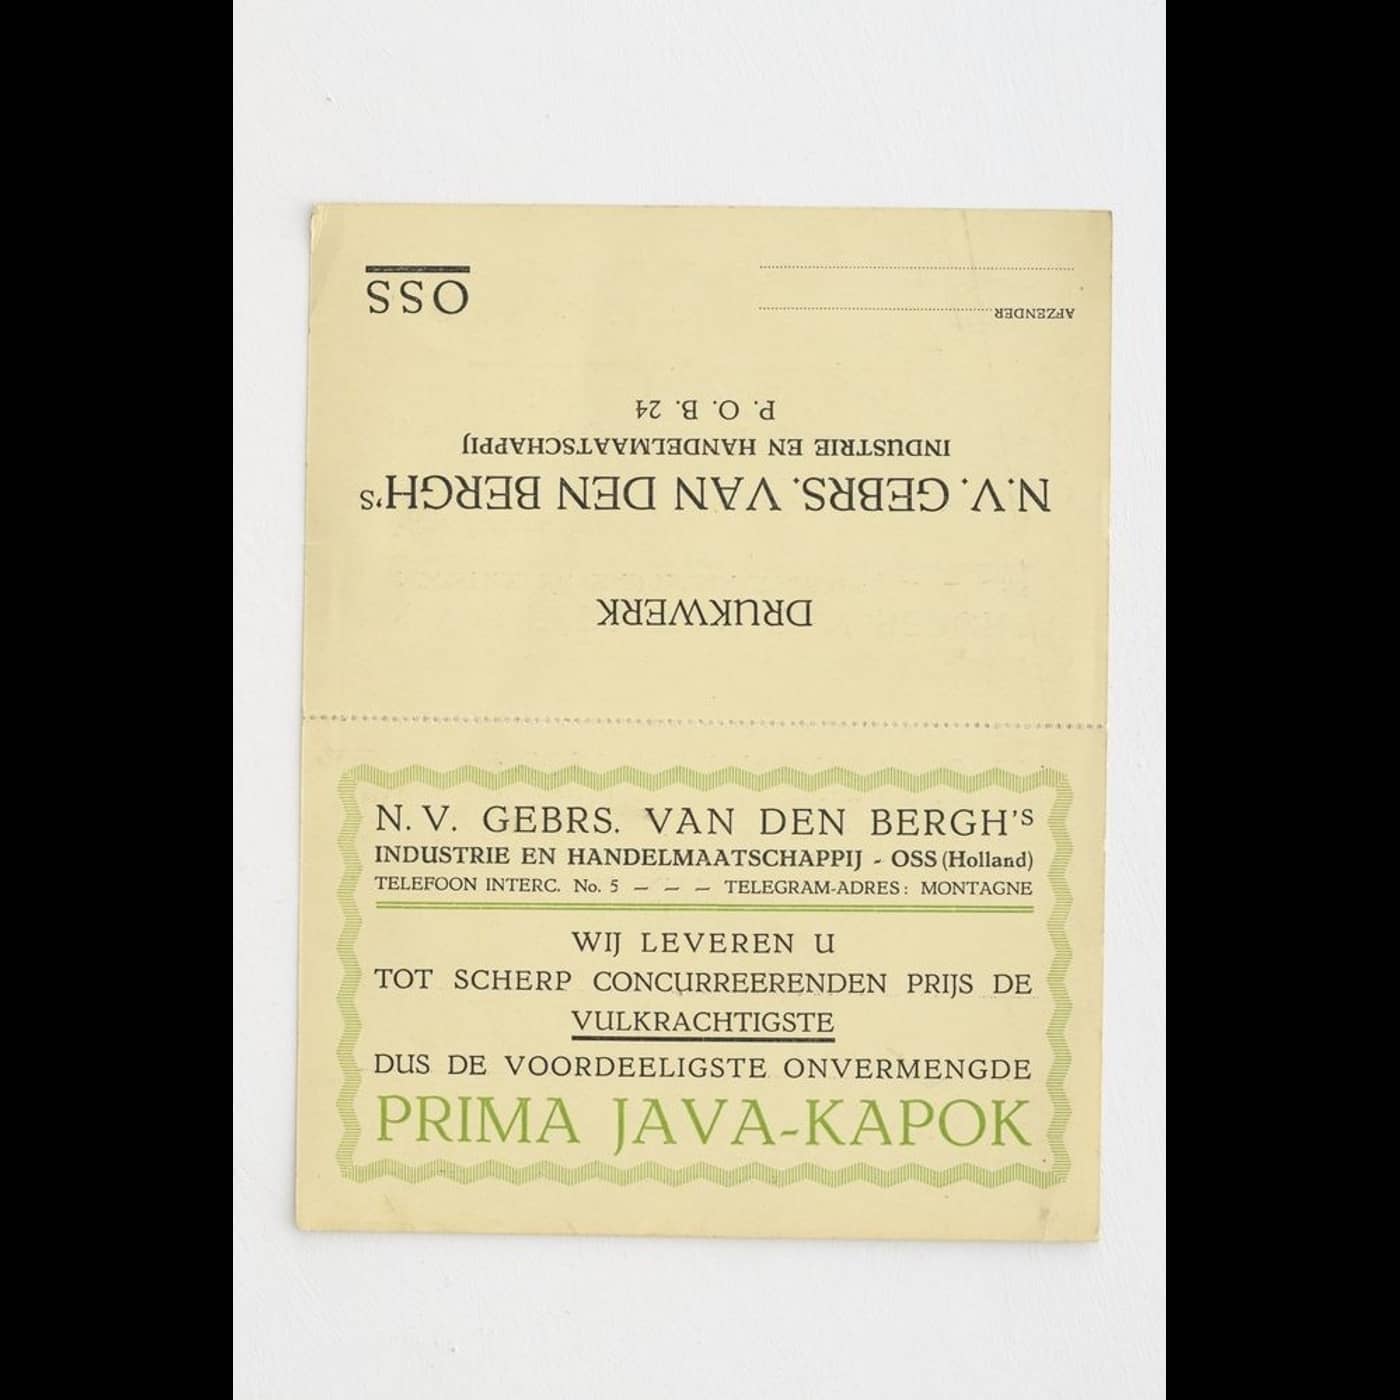 DRUKWERK
N.V. GEBRS. VAN DEN BERGH'S
INDUSTRIE EN HANDELMAATSCHAPPIJ
P. O. B. 24
AFZENDER
OSS
N.V. GEBRS. VAN DEN BERGH'S
INDUSTRIE EN HANDELMAATSCHAPPIJ - OSS (Holland)
TELEFOON INTERC. No. 5 — — — TELEGRAM-ADRES: MONTAGNE
WIJ LEVEREN U
TOT SCHERP CONCURREERENDEN PRIJS DE
VULKRACHTIGSTE
DUS DE VOORDEELIGSTE ONVERMENGDE
PRIMA JAVA-KAPOK